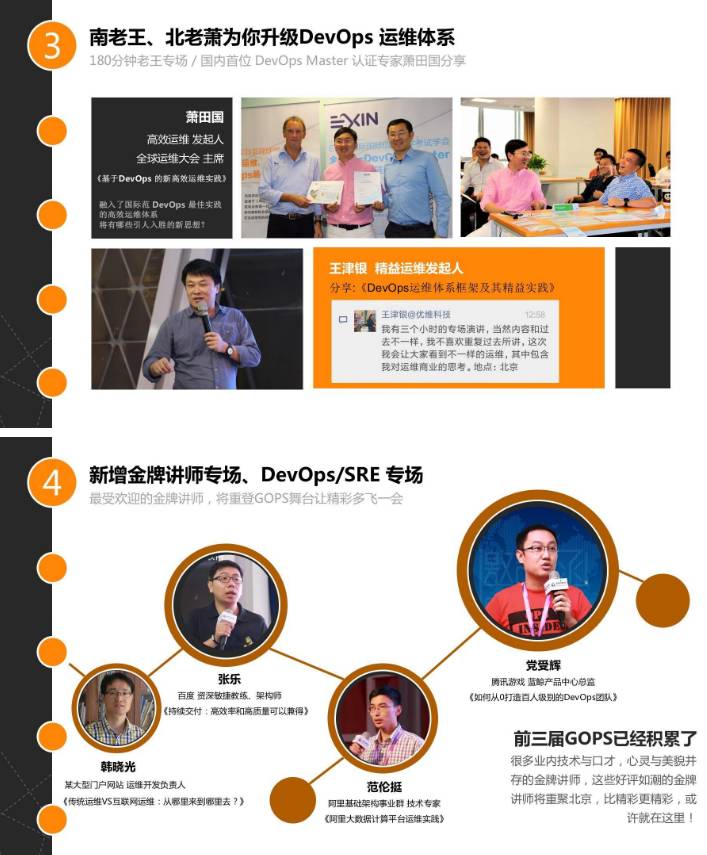 3
南老王、北老萧为你升级DevOps 运维体系
180分钟老王专场 / 国内首位 DevOps Master 认证专家萧田国分享
萧田国
高效运维 发起人
全球运维大会 主席
《基于DevOps 的新高效运维实践》
融入了国际范 DevOps 最佳实践
的高效运维体系
将有哪些引人入胜的新思想？
EXIN
王津银 精益运维发起人
分享:《DevOps运维体系框架及其精益实践》
王津银@优维科技
12:58
我有三个小时的专场演讲，当然内容和过
去不一样，我不喜欢重复过去所讲，这次
我会让大家看到不一样的运维，其中包含
我对运维商业的思考。地点：北京
4
新增金牌讲师专场、DevOps/SRE 专场
最受欢迎的金牌讲师，将重登GOPS舞台让精彩多飞一会
张乐
百度 资深敏捷教练、架构师
《持续交付：高效率和高质量可以兼得》
党受辉
腾讯游戏 蓝鲸产品中心总监
《如何从0打造百人级别的DevOps团队》
韩晓光
某大型门户网站 运维开发负责人
《传统运维VS互联网运维：从哪里来到哪里去？》
范伦挺
阿里基础架构事业群 技术专家
《阿里大数据计算平台运维实践》
前三届GOPS已经积累了
很多业内技术与口才，心灵与美貌并
存的金牌讲师，这些好评如潮的金牌
讲师将重聚北京，比精彩更精彩，或
许就在这里！